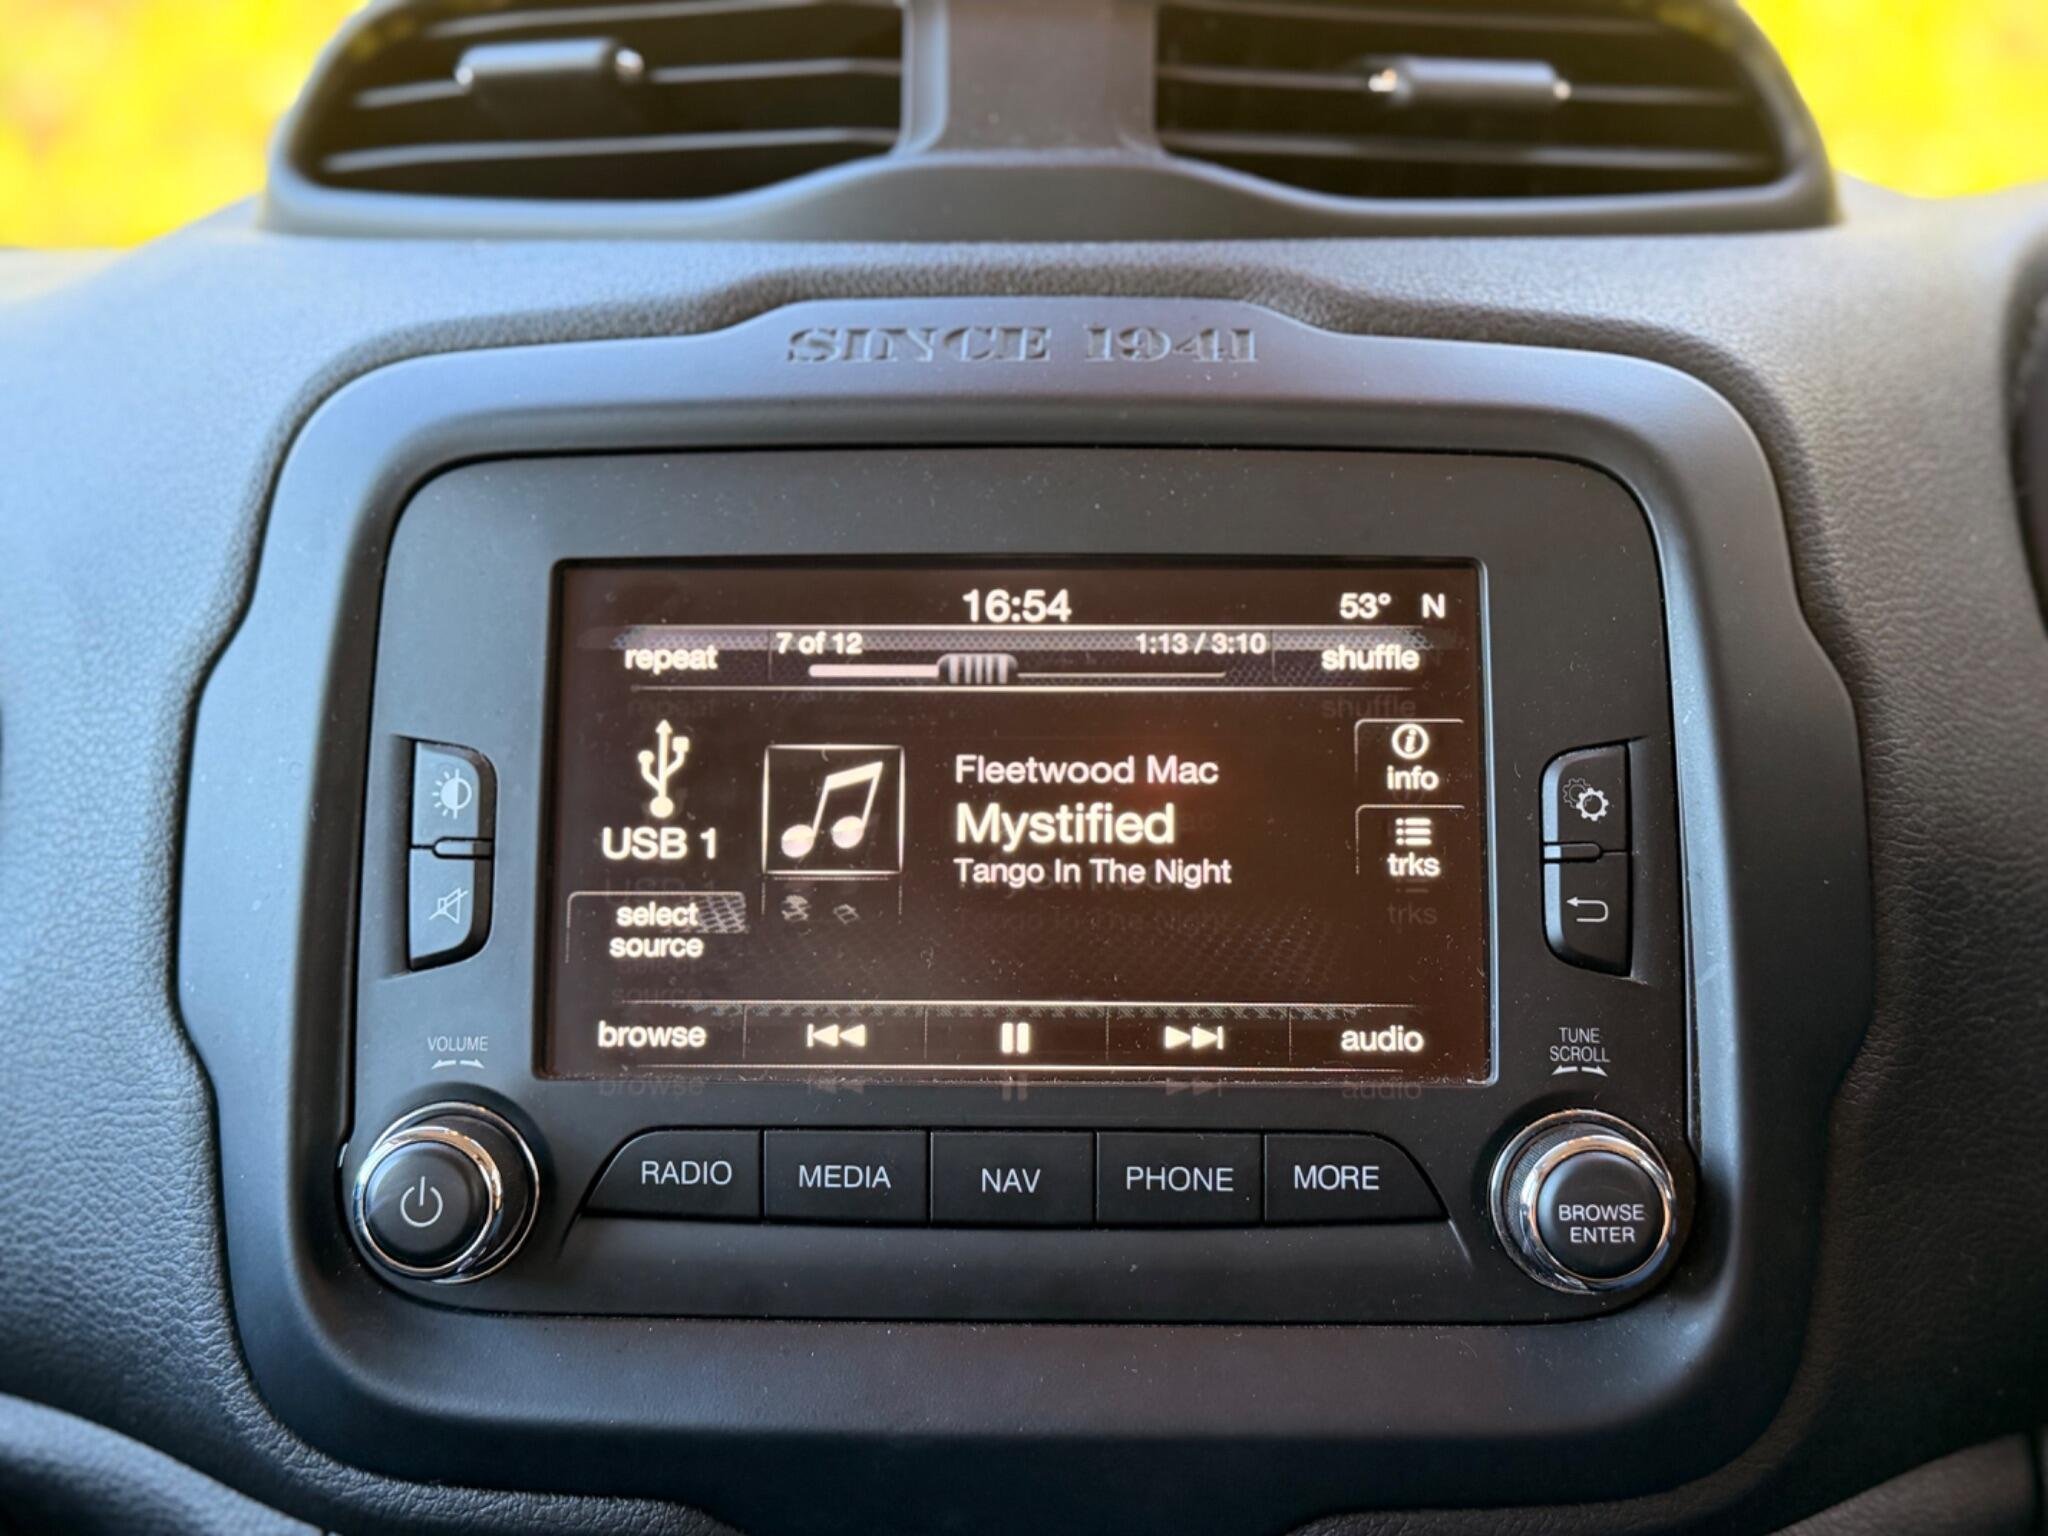 SINCE 1941
16:54 53° N
repeat 7 of 12 1:13 / 3:10 shuffle
USB 1
Fleetwood Mac
Mystified
Tango In The Night
info
trks
select
source
browse audio
VOLUME
TUNE
SCROLL
RADIO MEDIA NAV PHONE MORE
BROWSE
ENTER